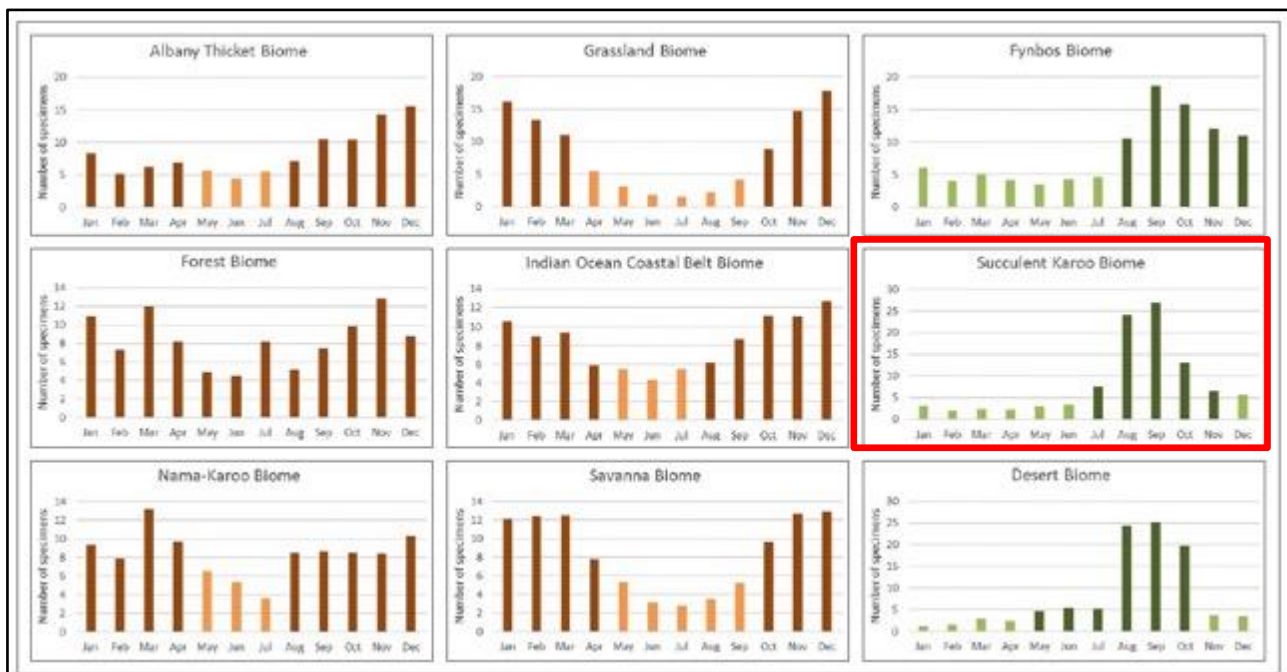 Albany Thicket Biome
Number of specimens
20
15
10
5
0
Jan Feb Mar Apr May Jun Jul Aug Sep Oct Nov Dec
Grassland Biome
Number of specimens
20
15
10
5
0
Jan Feb Mar Apr May Jun Jul Aug Sep Oct Nov Dec
Fynbos Biome
Number of specimens
20
15
10
5
0
Jan Feb Mar Apr May Jun Jul Aug Sep Oct Nov Dec
Forest Biome
Number of specimens
14
12
10
8
6
4
2
0
Jan Feb Mar Apr May Jun Jul Aug Sep Oct Nov Dec
Indian Ocean Coastal Belt Biome
Number of specimens
14
12
10
8
6
4
2
0
Jan Feb Mar Apr May Jun Jul Aug Sep Oct Nov Dec
Succulent Karoo Biome
Number of specimens
30
25
20
15
10
5
0
Jan Feb Mar Apr May Jun Jul Aug Sep Oct Nov Dec
Nama-Karoo Biome
Number of specimens
14
12
10
8
6
4
2
0
Jan Feb Mar Apr May Jun Jul Aug Sep Oct Nov Dec
Savanna Biome
Number of specimens
14
12
10
8
6
4
2
0
Jan Feb Mar Apr May Jun Jul Aug Sep Oct Nov Dec
Desert Biome
Number of specimens
30
25
20
15
10
5
0
Jan Feb Mar Apr May Jun Jul Aug Sep Oct Nov Dec